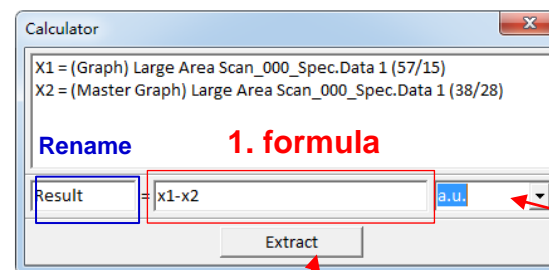 Calculator
X1 = (Graph) Large Area Scan_000_Spec.Data 1 (57/15)
X2 = (Master Graph) Large Area Scan_000_Spec.Data 1 (38/28)
Rename 1. formula
Result = x1-x2 a.u.
Extract